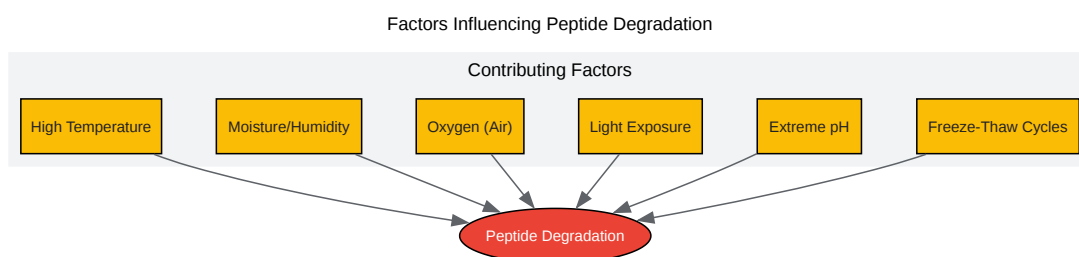 Factors Influencing Peptide Degradation
Contributing Factors
High Temperature
Moisture/Humidity
Oxygen (Air)
Light Exposure
Extreme pH
Freeze-Thaw Cycles
Peptide Degradation